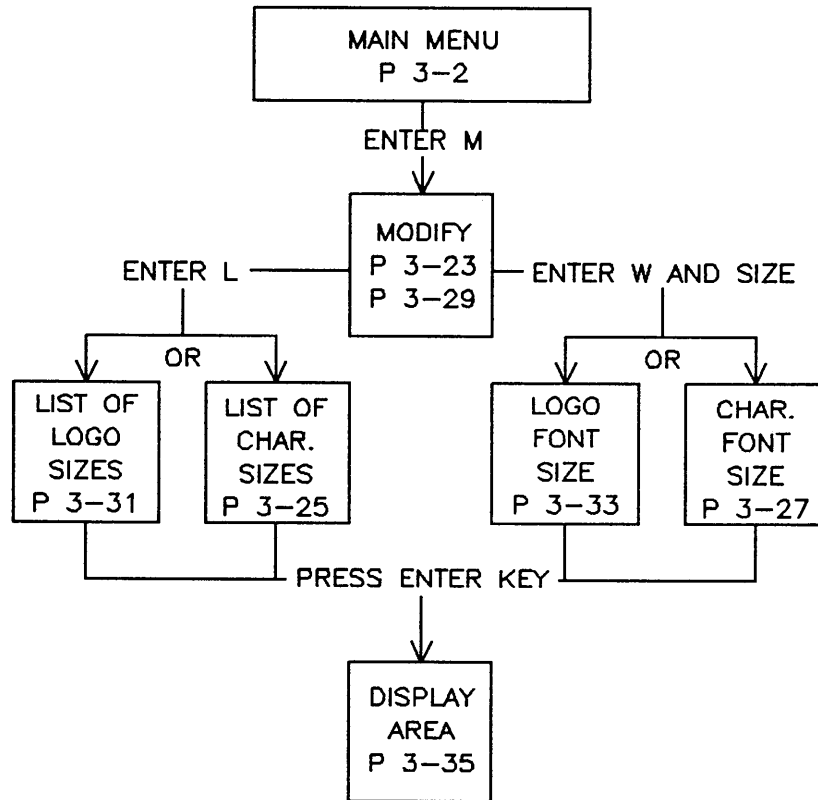 MAIN MENU
P 3-2
ENTER M
MODIFY
P 3-23
P 3-29
ENTER L
ENTER W AND SIZE
OR
OR
LIST OF
LOGO
SIZES
P 3-31
LIST OF
CHAR.
SIZES
P 3-25
LOGO
FONT
SIZE
P 3-33
CHAR.
FONT
SIZE
P 3-27
PRESS ENTER KEY
DISPLAY
AREA
P 3-35